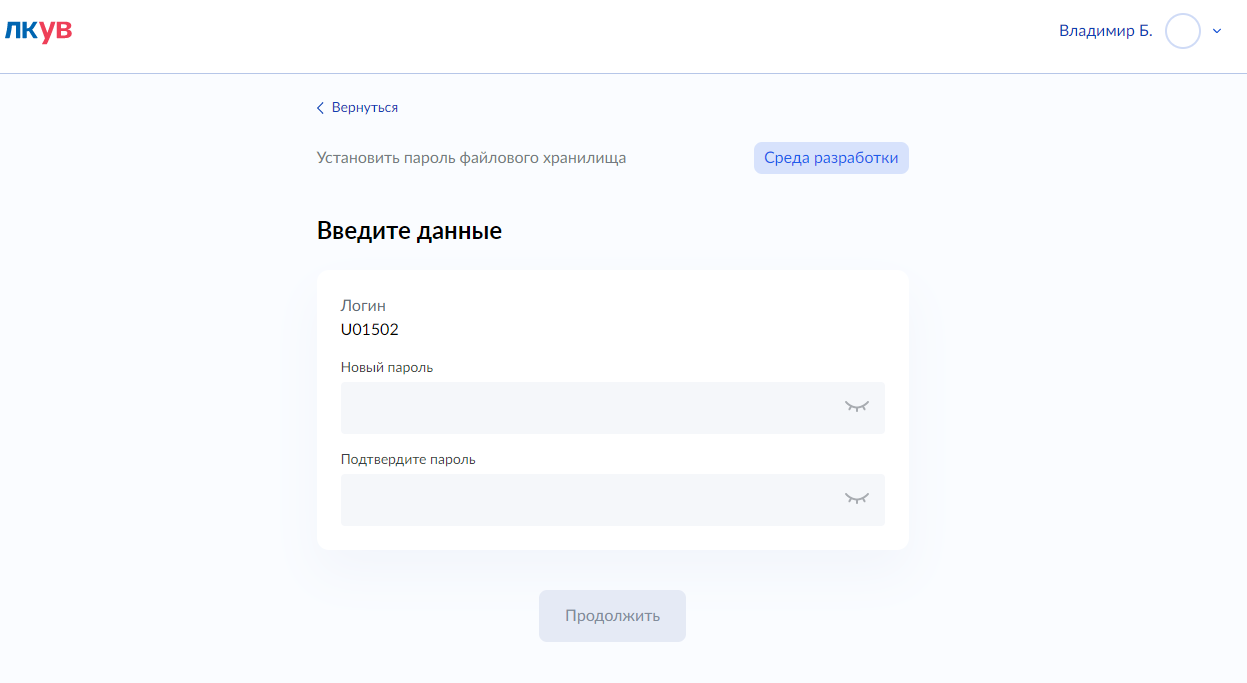 ЛКУВ
Владимир Б.
Вернуться
Установить пароль файлового хранилища
Среда разработки
Введите данные
Логин
U01502
Новый пароль
Подтвердите пароль
Продолжить